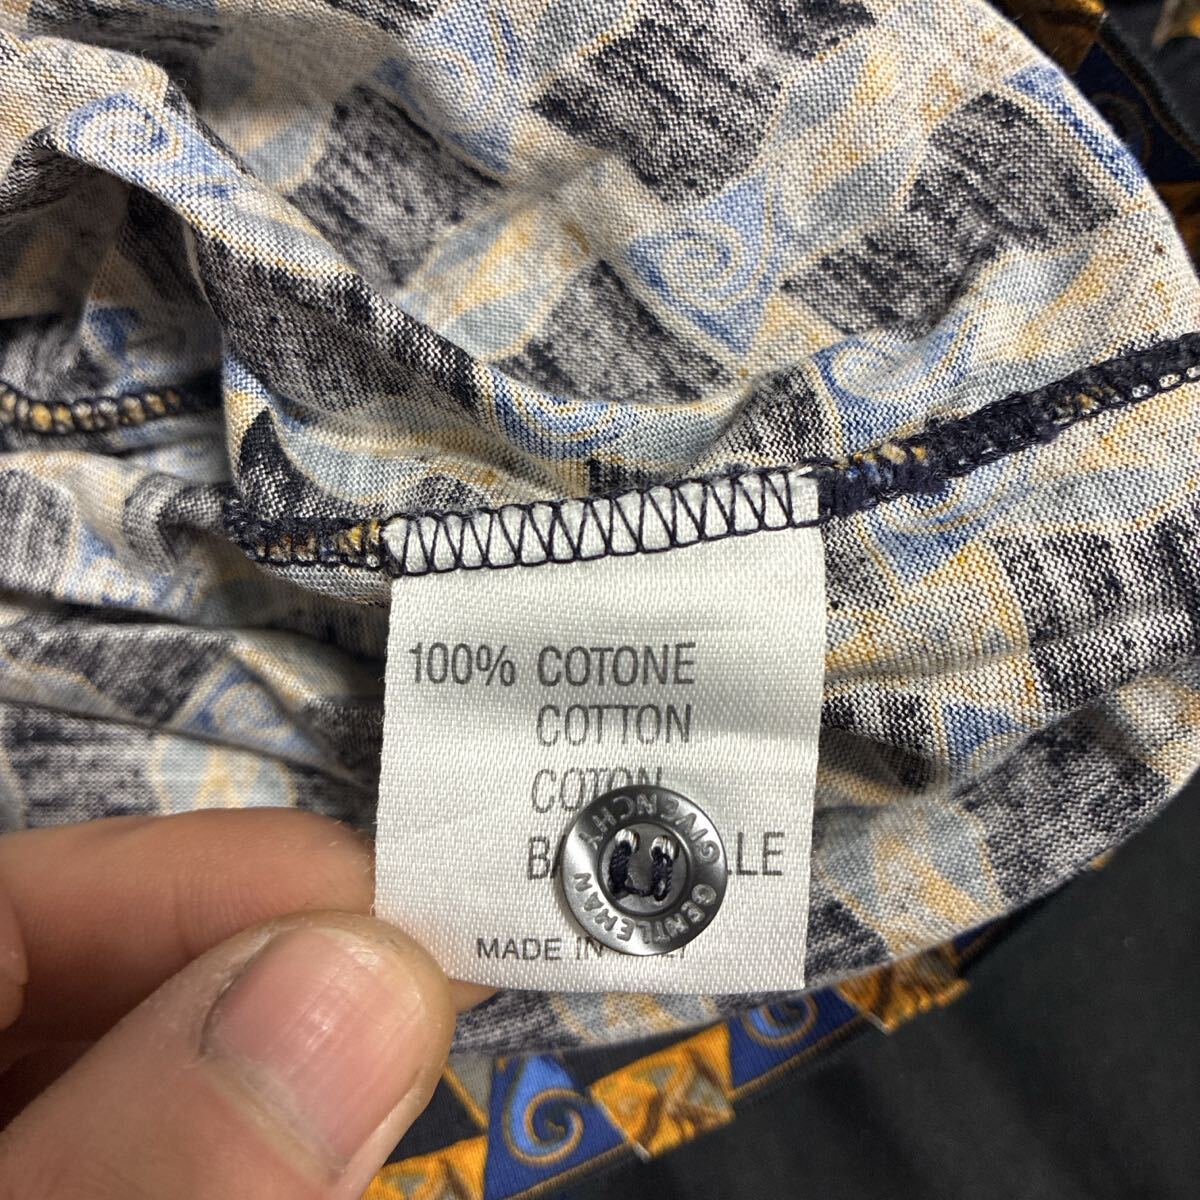 100% COTONE
COTTON
COTON
MADE IN
GIVENCHY
GENTLEMAN